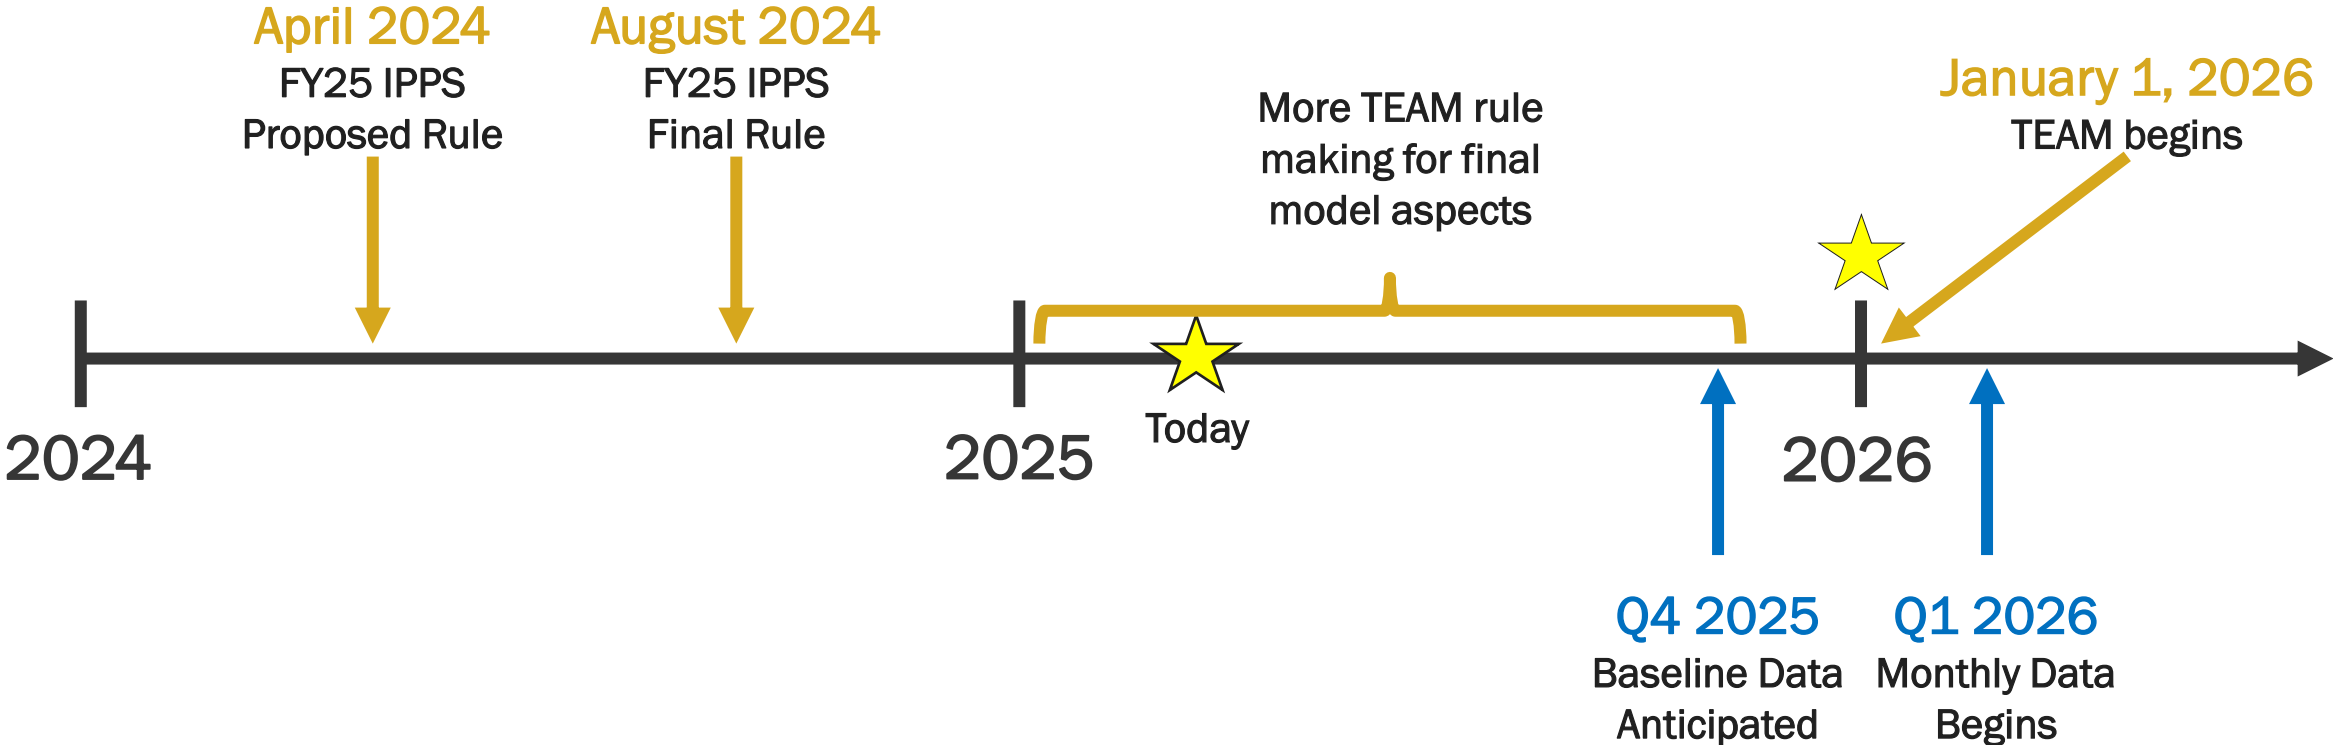 April 2024
FY25 IPPS
Proposed Rule
August 2024
FY25 IPPS
Final Rule
More TEAM rule
making for final
model aspects
January 1, 2026
TEAM begins
2024
2025
Today
2026
Q4 2025
Baseline Data
Anticipated
Q1 2026
Monthly Data
Begins